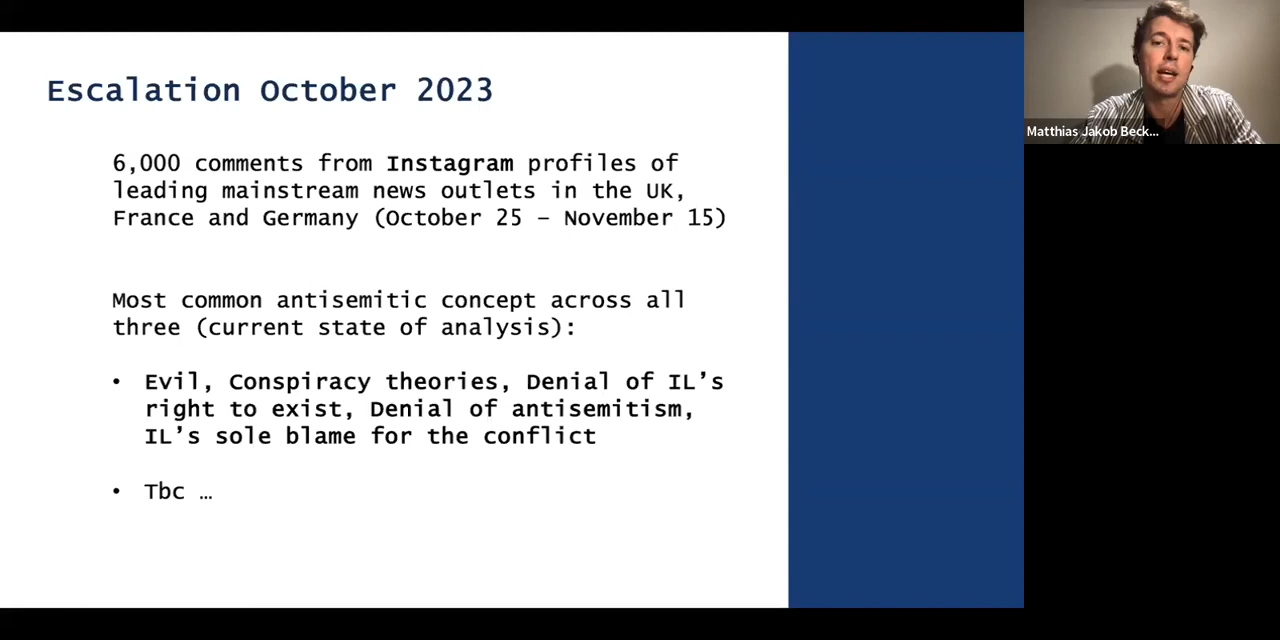 Escalation October 2023
6,000 comments from Instagram profiles of
leading mainstream news outlets in the UK,
France and Germany (October 25 – November 15)
Most common antisemitic concept across all
three (current state of analysis):
• Evil, Conspiracy theories, Denial of IL’s
right to exist, Denial of antisemitism,
IL’s sole blame for the conflict
• Tbc …
Matthias Jakob Beck...